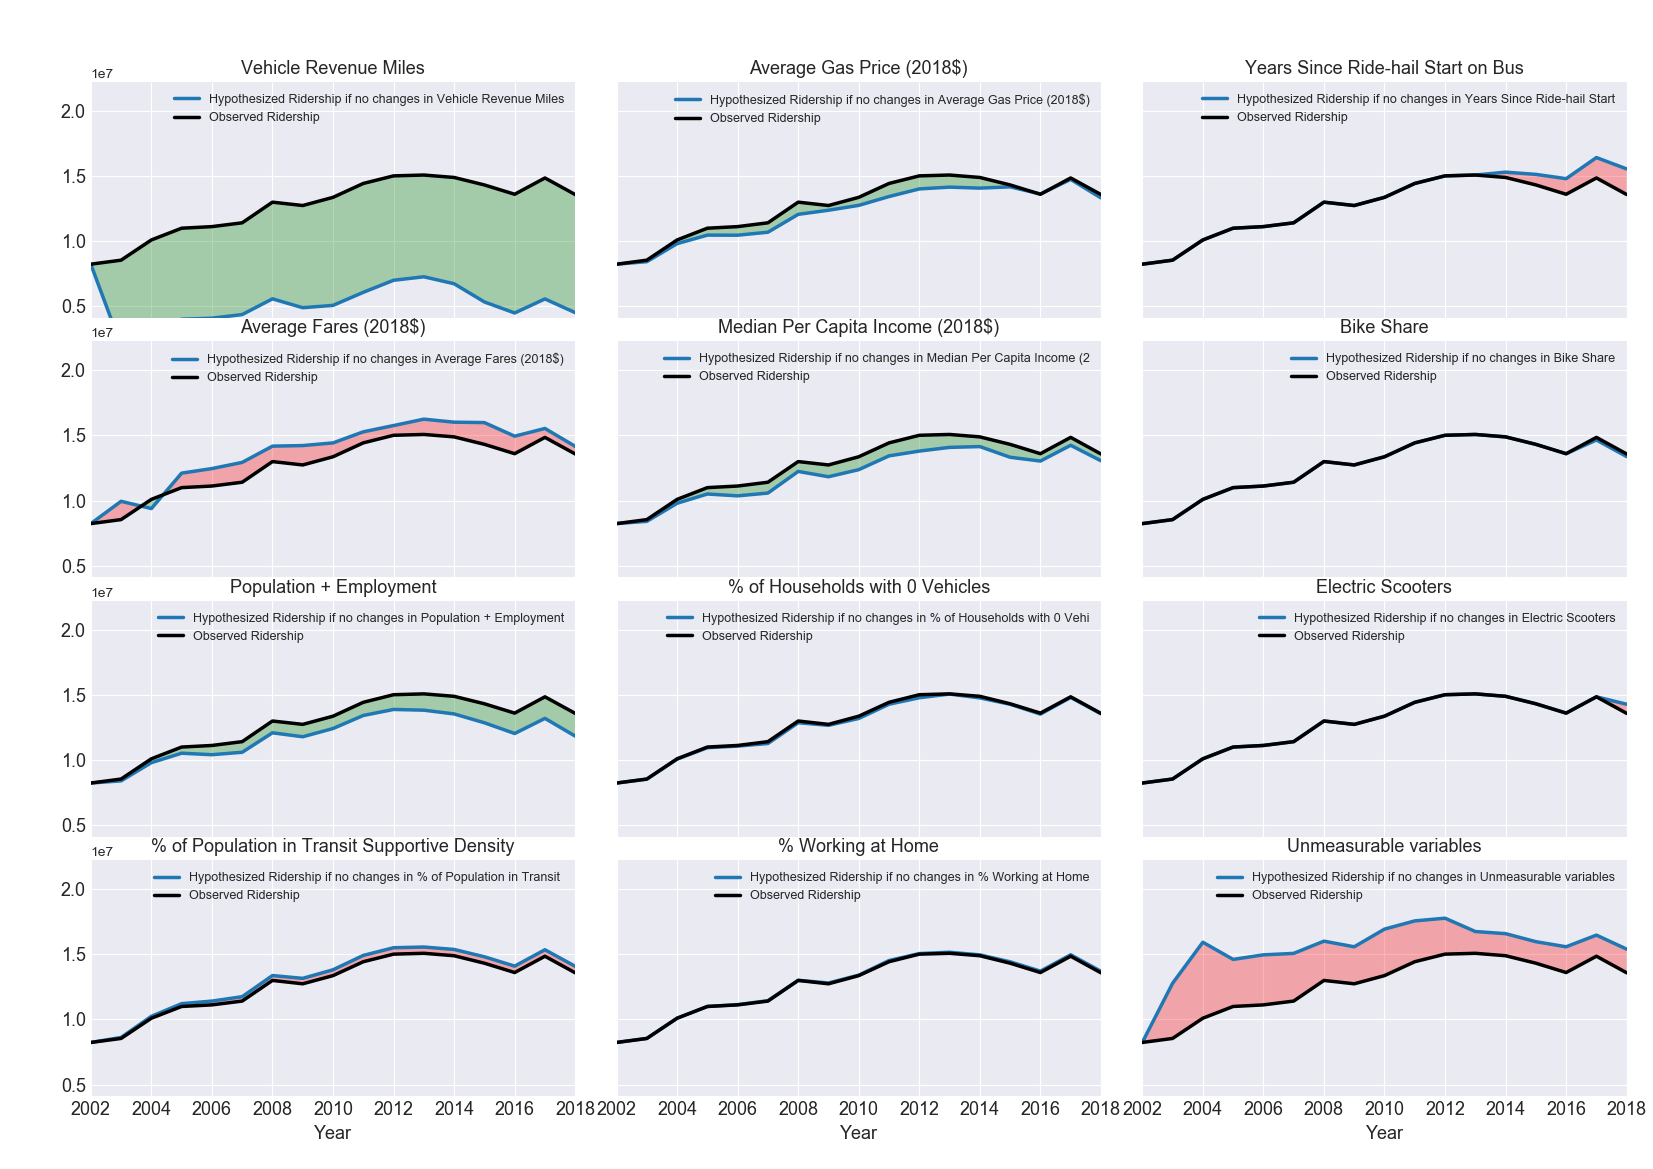 Vehicle Revenue Miles
1e7
Hypothesized Ridership if no changes in Vehicle Revenue Miles
Observed Ridership
2.0
1.5
1.0
0.5
Average Gas Price (2018$)
Hypothesized Ridership if no changes in Average Gas Price (2018$)
Observed Ridership
Years Since Ride-hail Start on Bus
Hypothesized Ridership if no changes in Years Since Ride-hail Start
Observed Ridership
Average Fares (2018$)
1e7
Hypothesized Ridership if no changes in Average Fares (2018$)
Observed Ridership
2.0
1.5
1.0
0.5
Median Per Capita Income (2018$)
Hypothesized Ridership if no changes in Median Per Capita Income (2
Observed Ridership
Bike Share
Hypothesized Ridership if no changes in Bike Share
Observed Ridership
Population + Employment
1e7
Hypothesized Ridership if no changes in Population + Employment
Observed Ridership
2.0
1.5
1.0
0.5
% of Households with 0 Vehicles
Hypothesized Ridership if no changes in % of Households with 0 Vehi
Observed Ridership
Electric Scooters
Hypothesized Ridership if no changes in Electric Scooters
Observed Ridership
% of Population in Transit Supportive Density
1e7
Hypothesized Ridership if no changes in % of Population in Transit
Observed Ridership
2.0
1.5
1.0
0.5
2002 2004 2006 2008 2010 2012 2014 2016 2018
Year
% Working at Home
Hypothesized Ridership if no changes in % Working at Home
Observed Ridership
2002 2004 2006 2008 2010 2012 2014 2016 2018
Year
Unmeasurable variables
Hypothesized Ridership if no changes in Unmeasurable variables
Observed Ridership
2002 2004 2006 2008 2010 2012 2014 2016 2018
Year